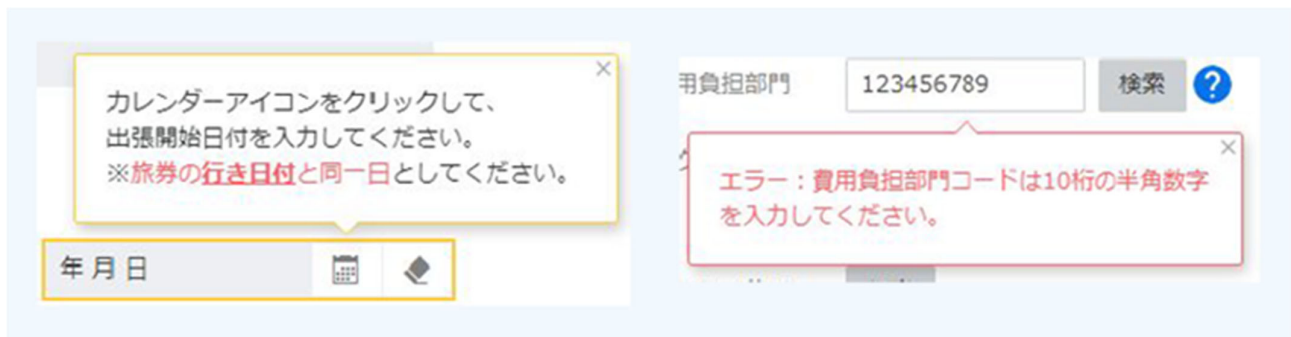 カレンダーアイコンをクリックして、
出張開始日付を入力してください。
※旅券の行き日付と同一日としてください。
年 月 日
用負担部門
123456789
検索
?
エラー：費用負担部門コードは10桁の半角数字
を入力してください。